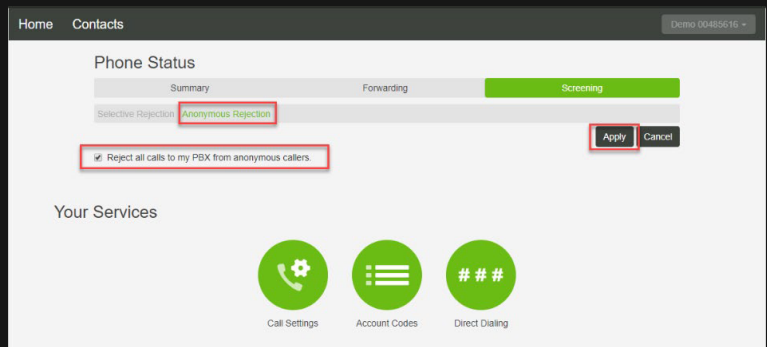 Home Contacts Demo 00485616
Phone Status
Summary Forwarding Screening
Selective Rejection Anonymous Rejection
Apply Cancel
Reject all calls to my PBX from anonymous callers.
Your Services
# # #
Call Settings Account Codes Direct Dialing